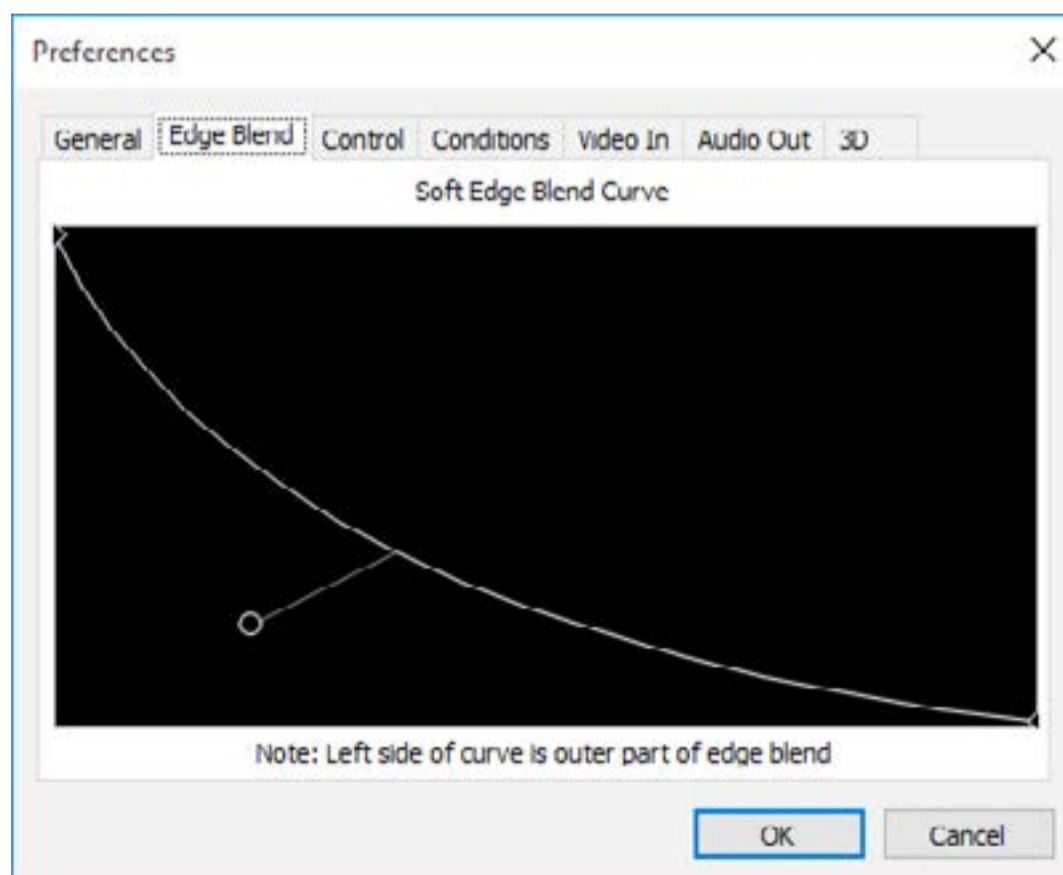 Preferences
General Edge Blend Control Conditions Video In Audio Out 3D
Soft Edge Blend Curve
Note: Left side of curve is outer part of edge blend
OK Cancel